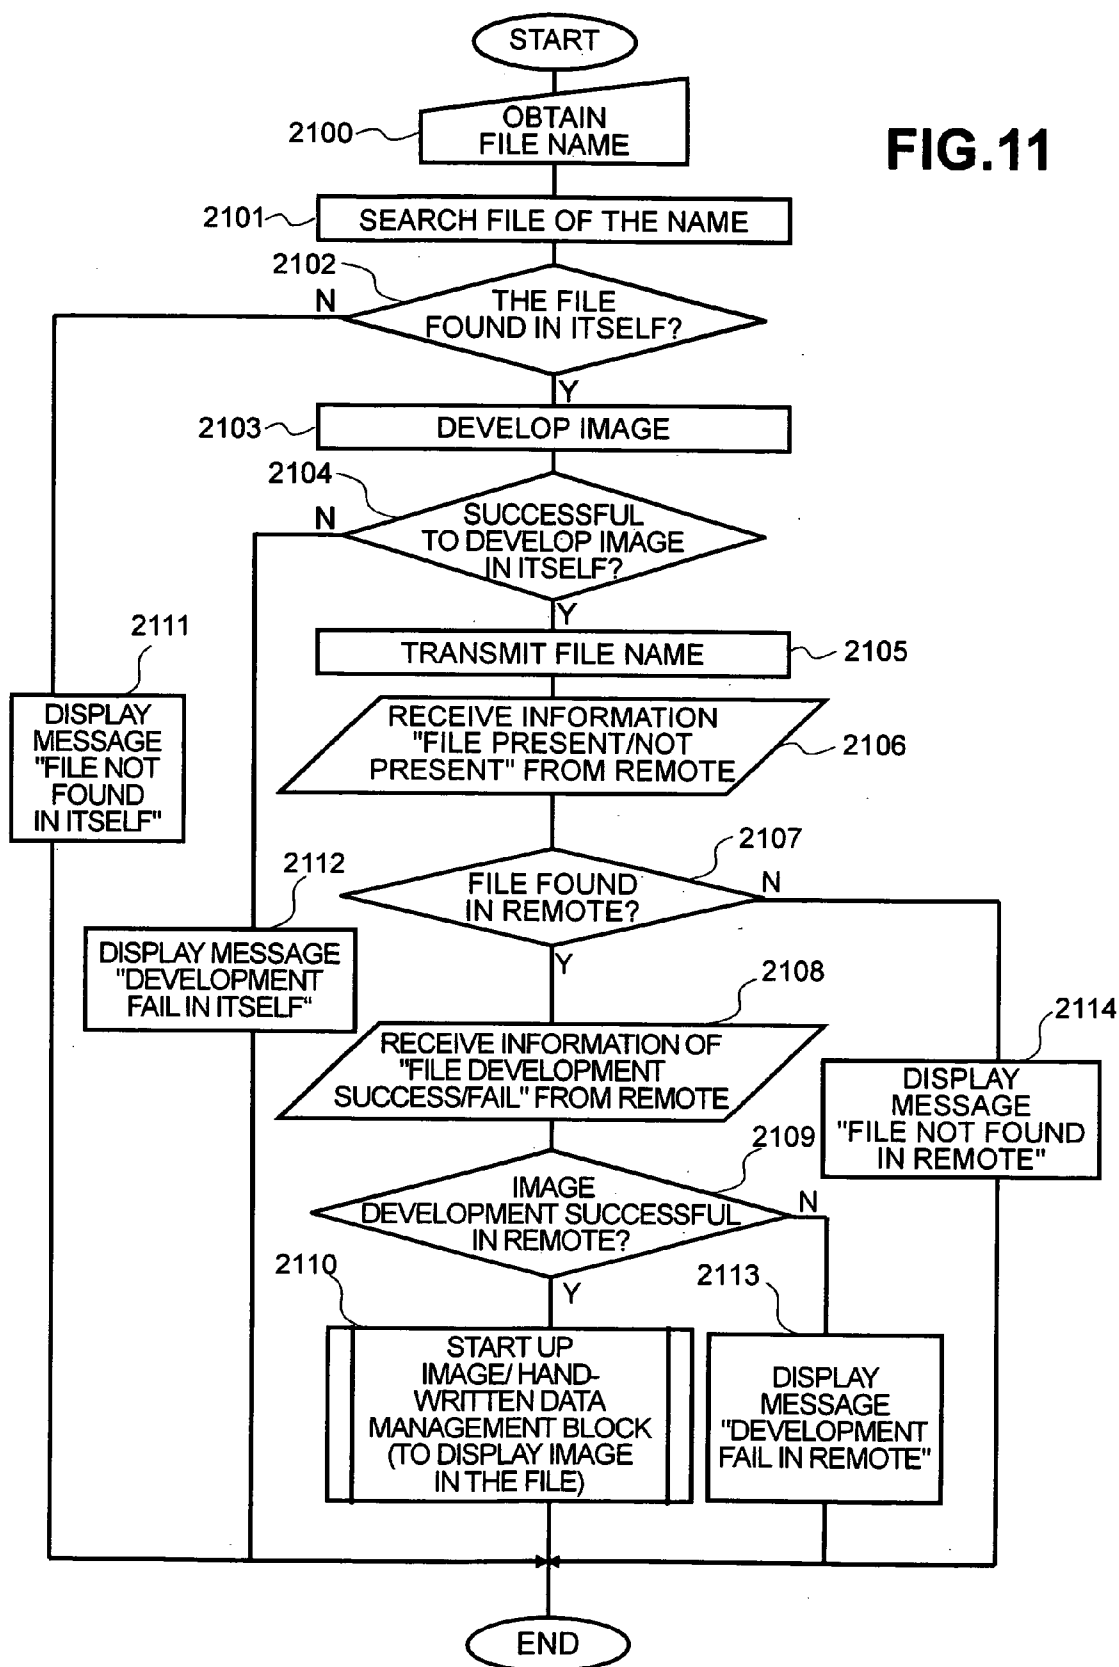 START
FIG.11
2100
OBTAIN
FILE NAME
2101
SEARCH FILE OF THE NAME
2102
N
THE FILE
FOUND IN ITSELF?
Y
2103
DEVELOP IMAGE
2104
N
SUCCESSFUL
TO DEVELOP IMAGE
IN ITSELF?
Y
2111
TRANSMIT FILE NAME
2105
DISPLAY
MESSAGE
"FILE NOT
FOUND
IN ITSELF"
RECEIVE INFORMATION
"FILE PRESENT/NOT
PRESENT" FROM REMOTE
2106
2107
FILE FOUND
IN REMOTE?
N
Y
2112
DISPLAY MESSAGE
"DEVELOPMENT
FAIL IN ITSELF"
2108
RECEIVE INFORMATION OF
"FILE DEVELOPMENT
SUCCESS/FAIL" FROM REMOTE
2114
DISPLAY
MESSAGE
"FILE NOT FOUND
IN REMOTE"
2109
IMAGE
DEVELOPMENT SUCCESSFUL
IN REMOTE?
N
Y
2110
START UP
IMAGE/ HAND-
WRITTEN DATA
MANAGEMENT BLOCK
(TO DISPLAY IMAGE
IN THE FILE)
2113
DISPLAY
MESSAGE
"DEVELOPMENT
FAIL IN REMOTE"
END